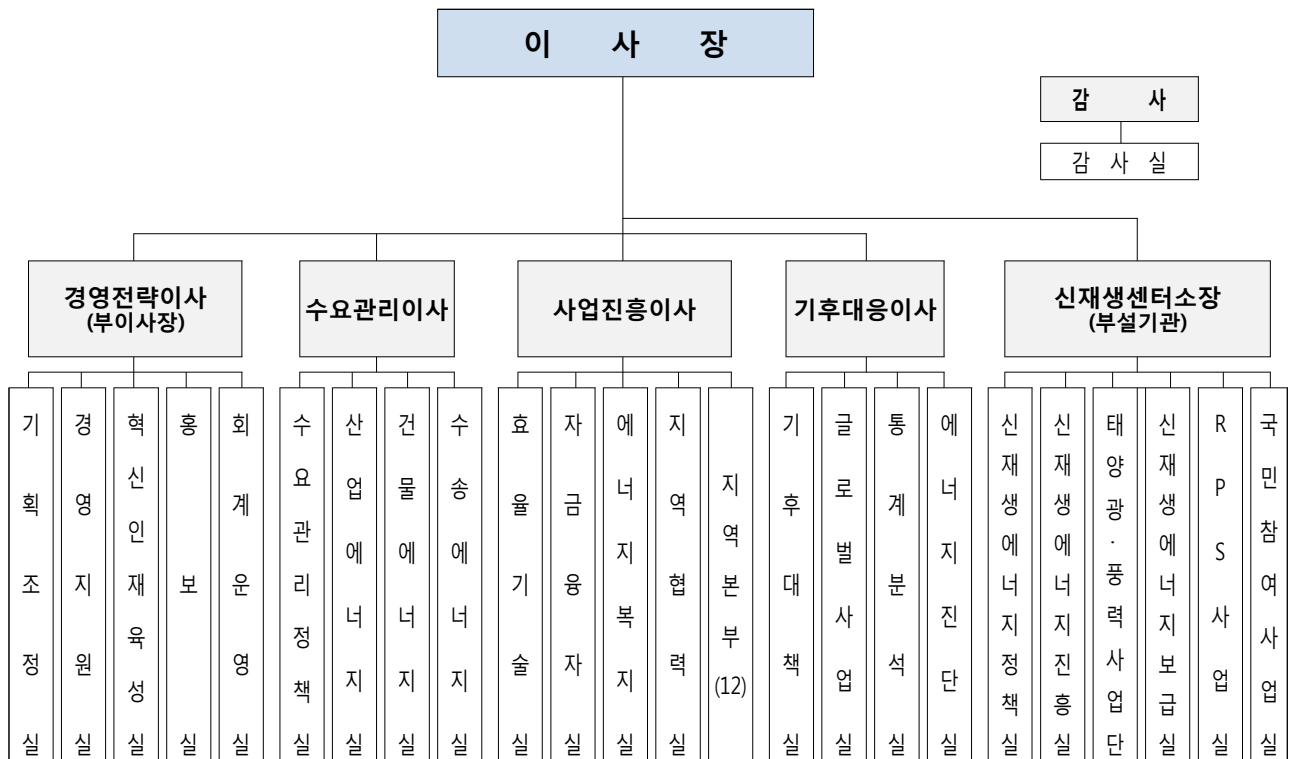 이 사 장
감 사
감 사 실
경영전략이사
(부이사장)
수요관리이사
사업진흥이사
기후대응이사
신재생센터소장
(부설기관)
기획조정실
경영지원실
혁신인재육성실
홍보실
회계운영실
수요관리정책실
산업에너지실
건물에너지실
수송에너지실
효율기술실
자금융자실
에너지복지실
지역협력실
지역본부
(12)
기후대책실
글로벌사업실
통계분석실
에너지진단실
신재생에너지정책실
신재생에너지진흥실
태양광·풍력사업단
신재생에너지보급실
RPS사업실
국민참여사업실